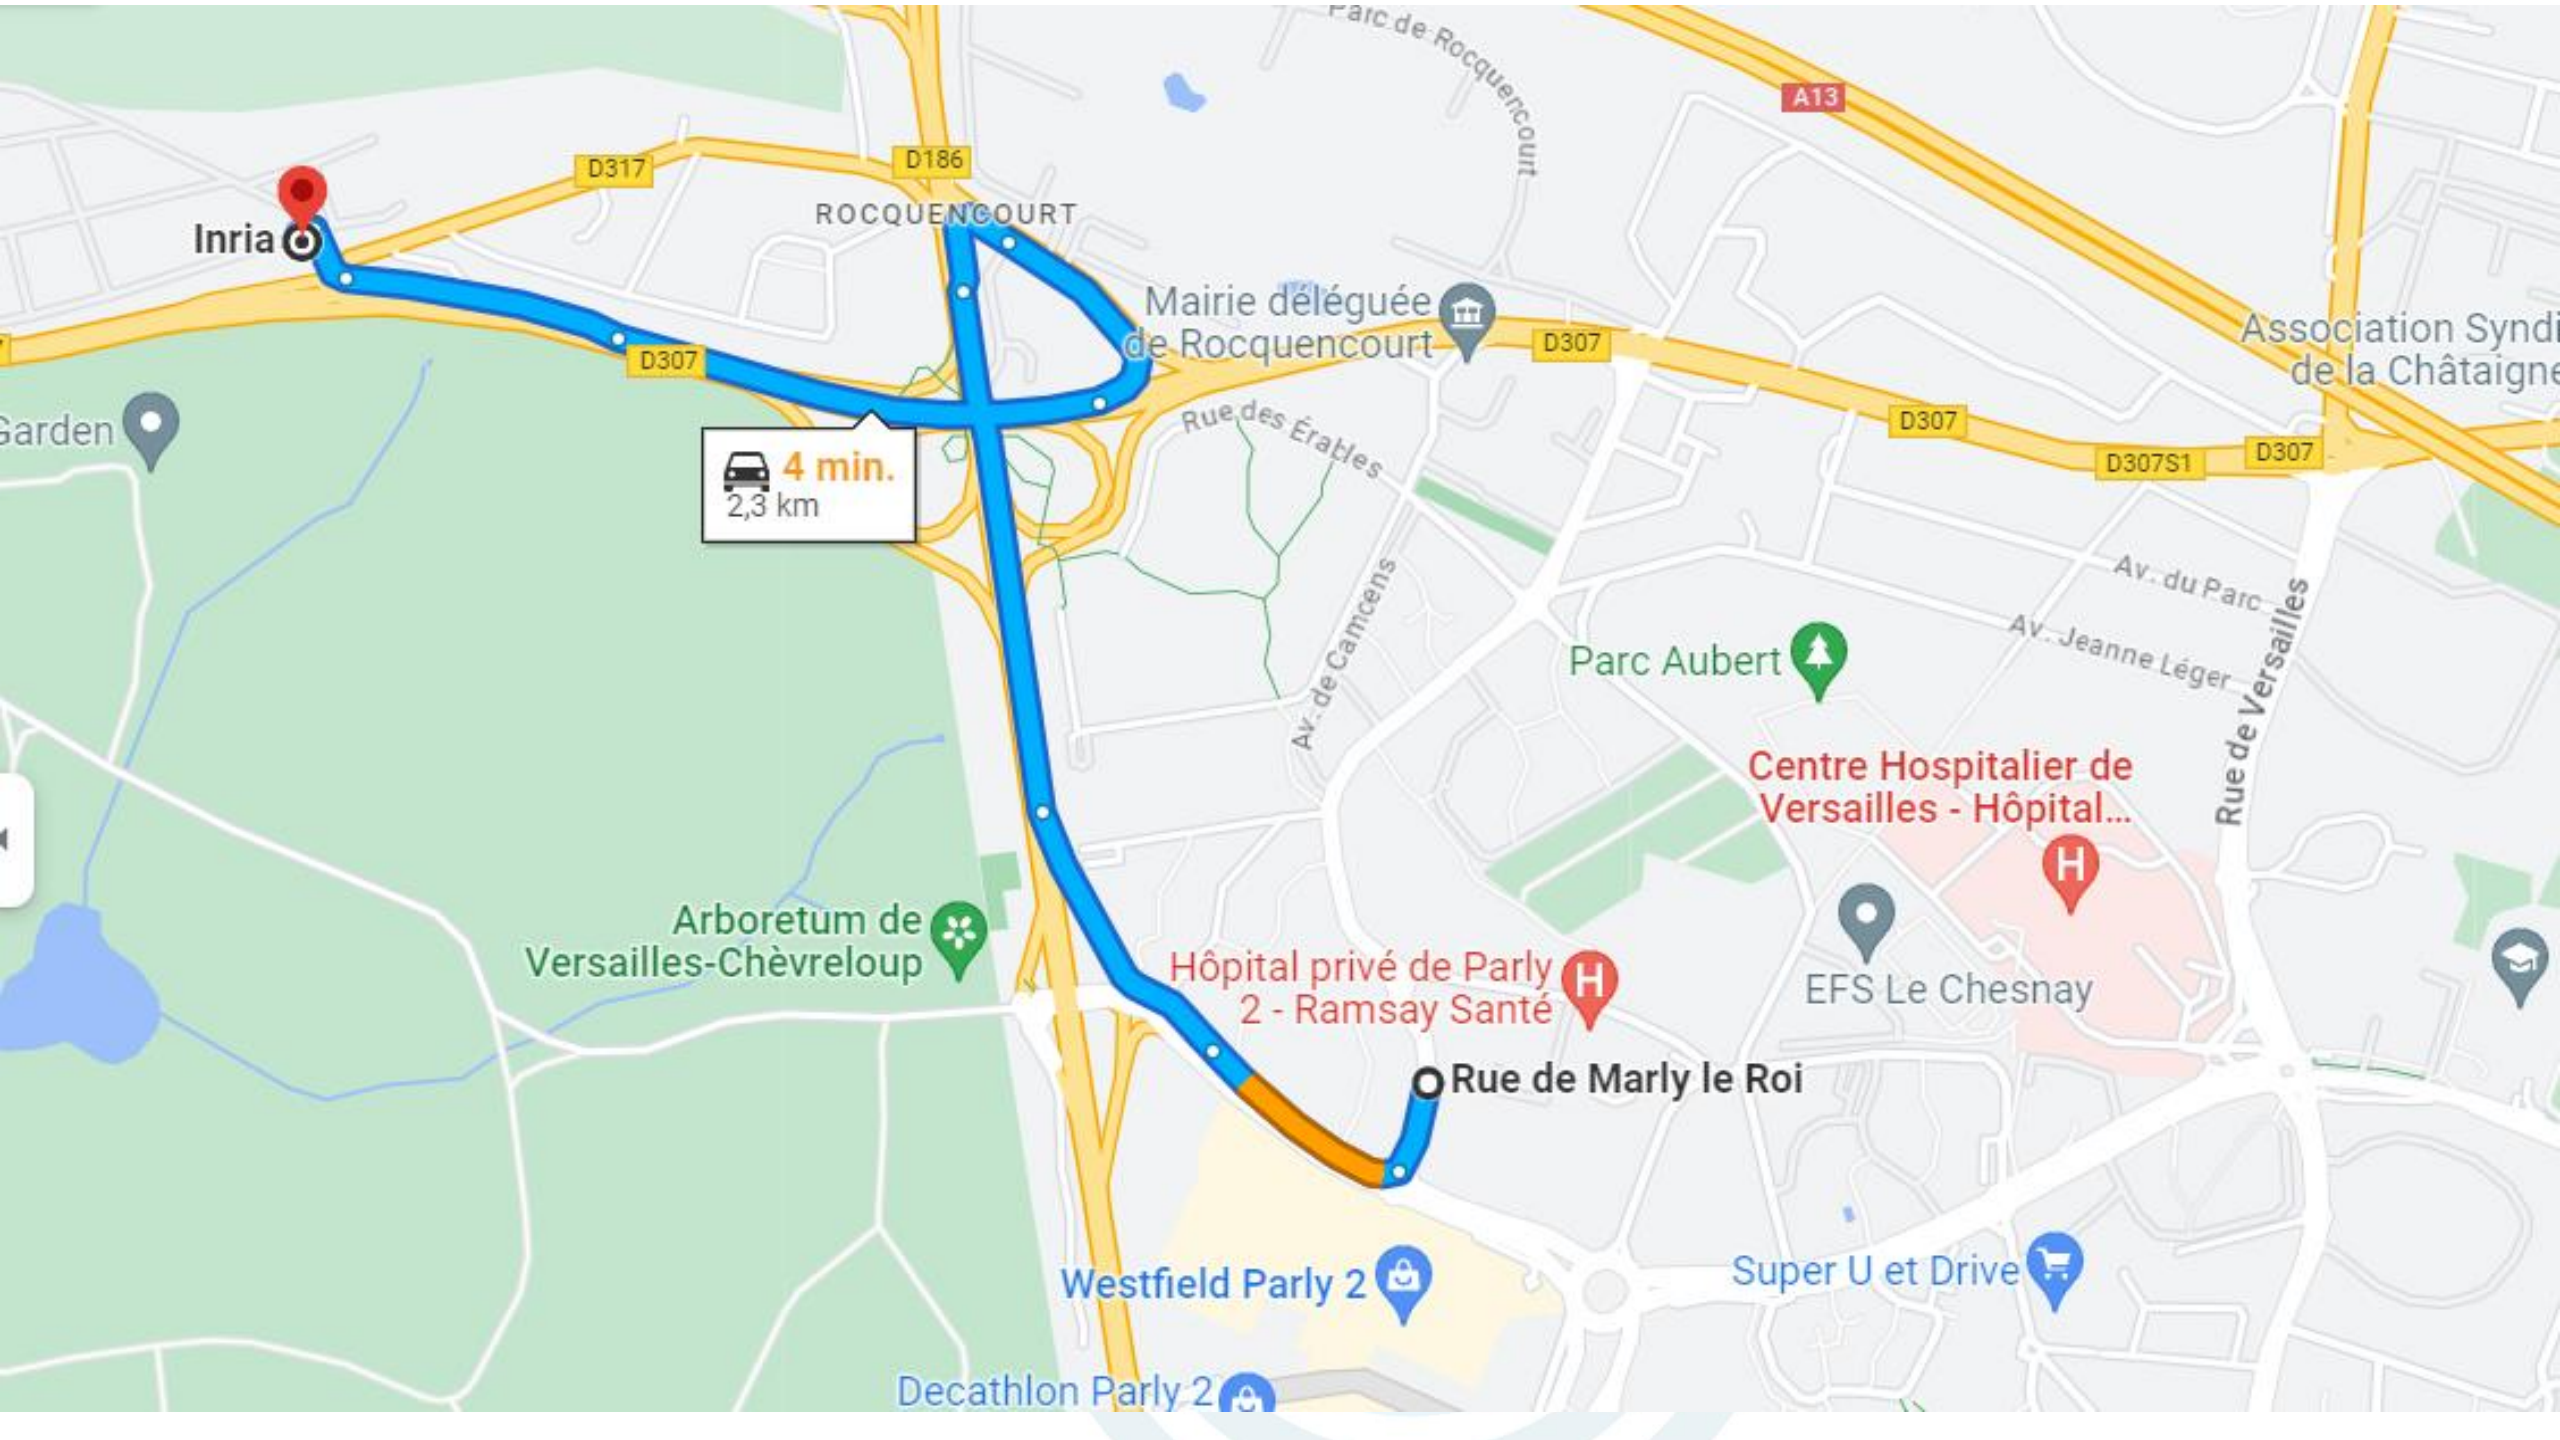 Parc de Rocquencourt
A13
D317
D186
ROCQUENCOURT
Inria
Mairie déléguée
de Rocquencourt
D307
D307
Association Syndi
de la Châtaigne
D307
D307S1
D307
Garden
Rue des Érables
4 min.
2,3 km
Av. du Parc
Av. de Camcens
Av. Jeanne Léger
Rue de Versailles
Parc Aubert
Centre Hospitalier de
Versailles - Hôpital...
H
Arboretum de
Versailles-Chèvreloup
Hôpital privé de Parly
2 - Ramsay Santé
H
EFS Le Chesnay
Rue de Marly le Roi
Westfield Parly 2
Super U et Drive
Decathlon Parly 2